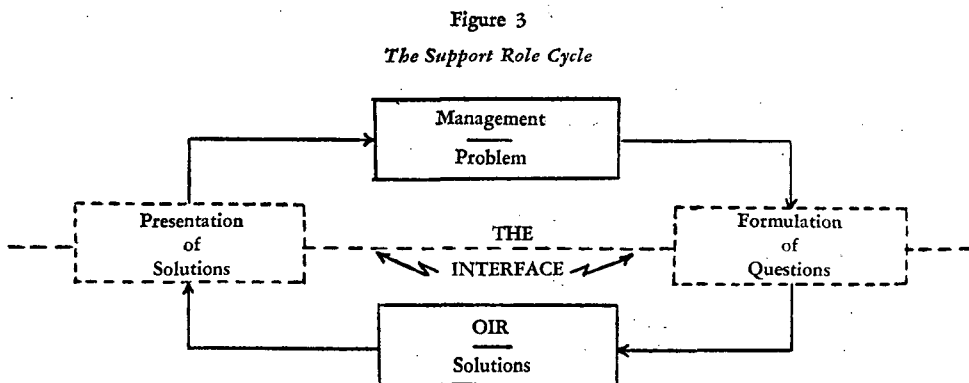 Figure 3
The Support Role Cycle
Management
Problem
Presentation
of
Solutions
THE
INTERFACE
Formulation
of
Questions
OIR
Solutions